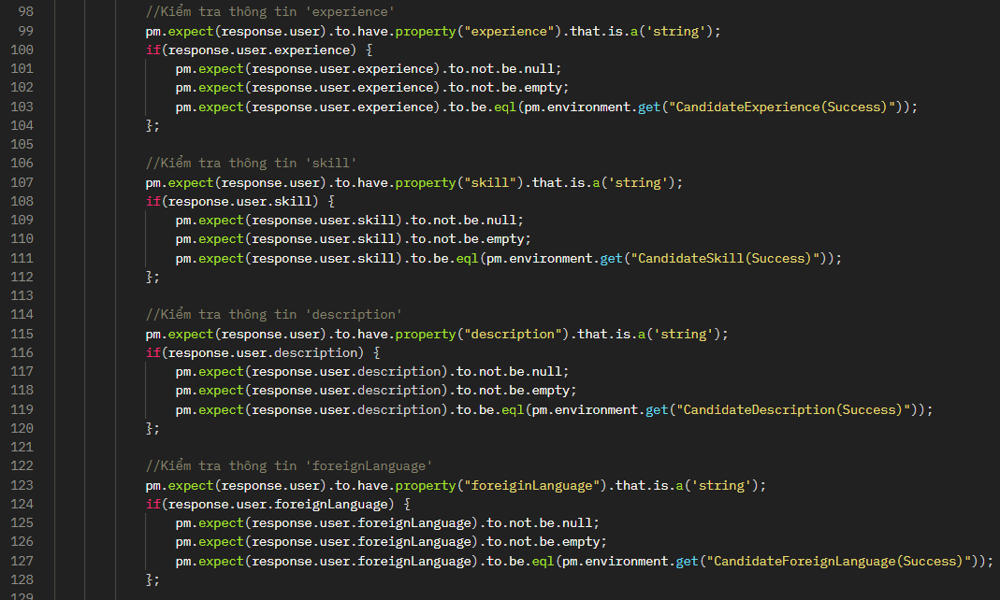 98 //Kiểm tra thông tin 'experience'
99 pm.expect(response.user).to.have.property("experience").that.is.a('string');
100 if(response.user.experience) {
101 pm.expect(response.user.experience).to.not.be.null;
102 pm.expect(response.user.experience).to.not.be.empty;
103 pm.expect(response.user.experience).to.be.eql(pm.environment.get("CandidateExperience(Success)"));
104 };
105
106 //Kiểm tra thông tin 'skill'
107 pm.expect(response.user).to.have.property("skill").that.is.a('string');
108 if(response.user.skill) {
109 pm.expect(response.user.skill).to.not.be.null;
110 pm.expect(response.user.skill).to.not.be.empty;
111 pm.expect(response.user.skill).to.be.eql(pm.environment.get("CandidateSkill(Success)"));
112 };
113
114 //Kiểm tra thông tin 'description'
115 pm.expect(response.user).to.have.property("description").that.is.a('string');
116 if(response.user.description) {
117 pm.expect(response.user.description).to.not.be.null;
118 pm.expect(response.user.description).to.not.be.empty;
119 pm.expect(response.user.description).to.be.eql(pm.environment.get("CandidateDescription(Success)"));
120 };
121
122 //Kiểm tra thông tin 'foreignLanguage'
123 pm.expect(response.user).to.have.property("foreiginLanguage").that.is.a('string');
124 if(response.user.foreignLanguage) {
125 pm.expect(response.user.foreignLanguage).to.not.be.null;
126 pm.expect(response.user.foreignLanguage).to.not.be.empty;
127 pm.expect(response.user.foreignLanguage).to.be.eql(pm.environment.get("CandidateForeignLanguage(Success)"));
128 };
129